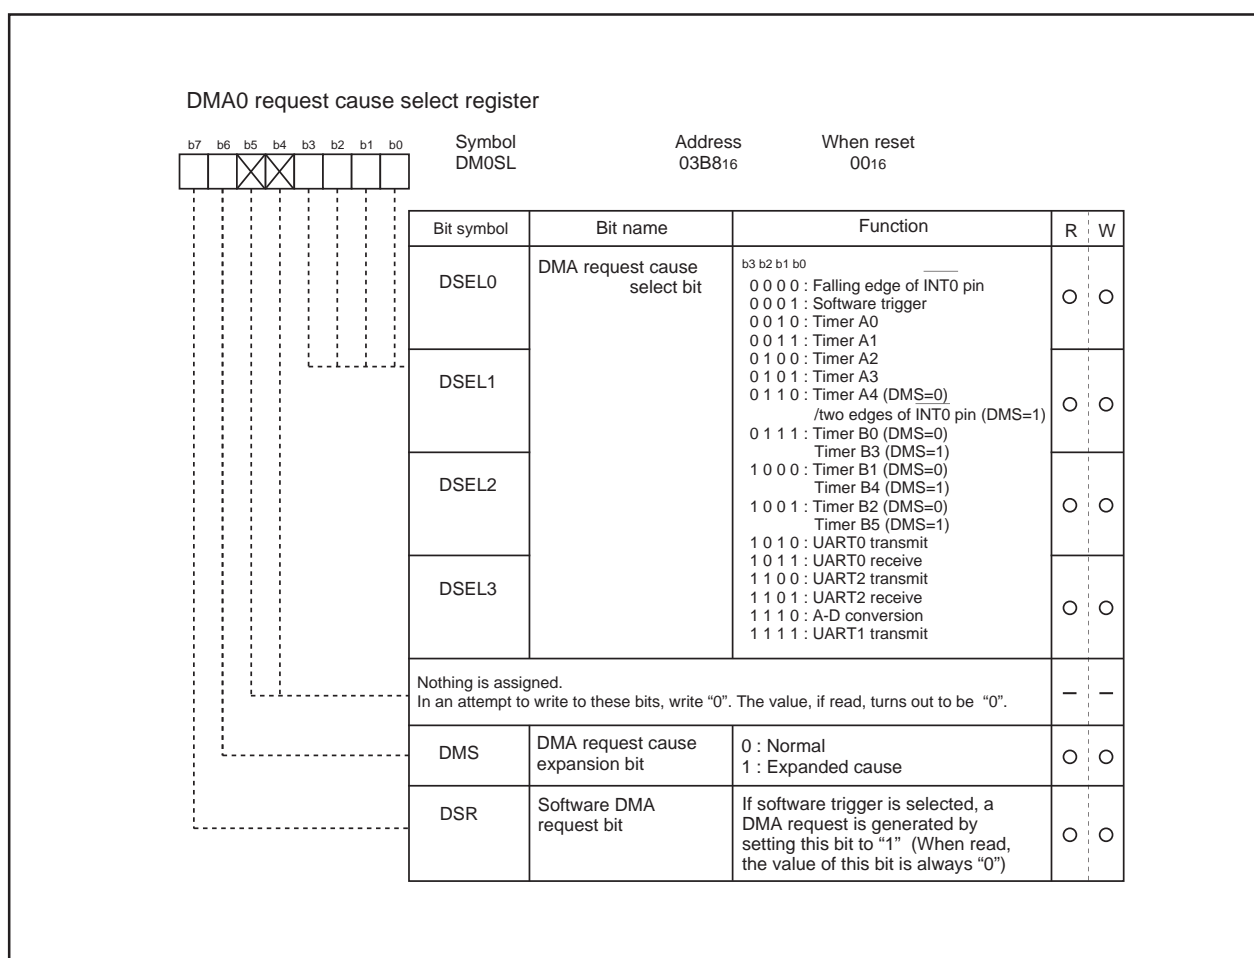 DMA0 request cause select register
b7 b6 b5 b4 b3 b2 b1 b0
Symbol Address When reset
DM0SL 03B816 0016
Bit symbol Bit name Function R W
DSEL0
DMA request cause
select bit
b3 b2 b1 b0
0 0 0 0 : Falling edge of INT0 pin
0 0 0 1 : Software trigger
0 0 1 0 : Timer A0
0 0 1 1 : Timer A1
0 1 0 0 : Timer A2
0 1 0 1 : Timer A3
0 1 1 0 : Timer A4 (DMS=0)
/two edges of INT0 pin (DMS=1)
0 1 1 1 : Timer B0 (DMS=0)
Timer B3 (DMS=1)
1 0 0 0 : Timer B1 (DMS=0)
Timer B4 (DMS=1)
1 0 0 1 : Timer B2 (DMS=0)
Timer B5 (DMS=1)
1 0 1 0 : UART0 transmit
1 0 1 1 : UART0 receive
1 1 0 0 : UART2 transmit
1 1 0 1 : UART2 receive
1 1 1 0 : A-D conversion
1 1 1 1 : UART1 transmit
DSEL1
DSEL2
DSEL3
Nothing is assigned.
In an attempt to write to these bits, write “0”. The value, if read, turns out to be “0”.
– –
DMS
DMA request cause
expansion bit
0 : Normal
1 : Expanded cause
DSR
Software DMA
request bit
If software trigger is selected, a
DMA request is generated by
setting this bit to “1” (When read,
the value of this bit is always “0”)